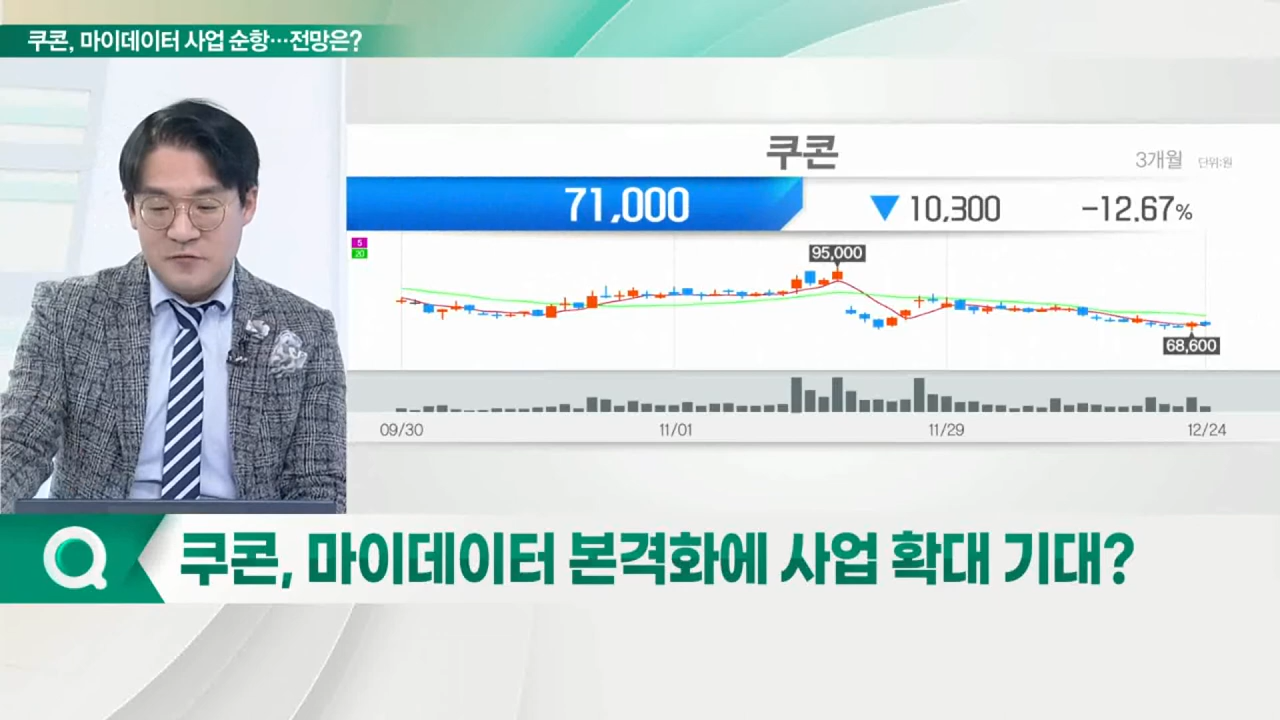 쿠콘, 마이데이터 사업 순항…전망은?
쿠콘
3개월 단위:원
71,000 ▼10,300 -12.67%
5
20
95,000
68,600
09/30 11/01 11/29 12/24
Q 쿠콘, 마이데이터 본격화에 사업 확대 기대?